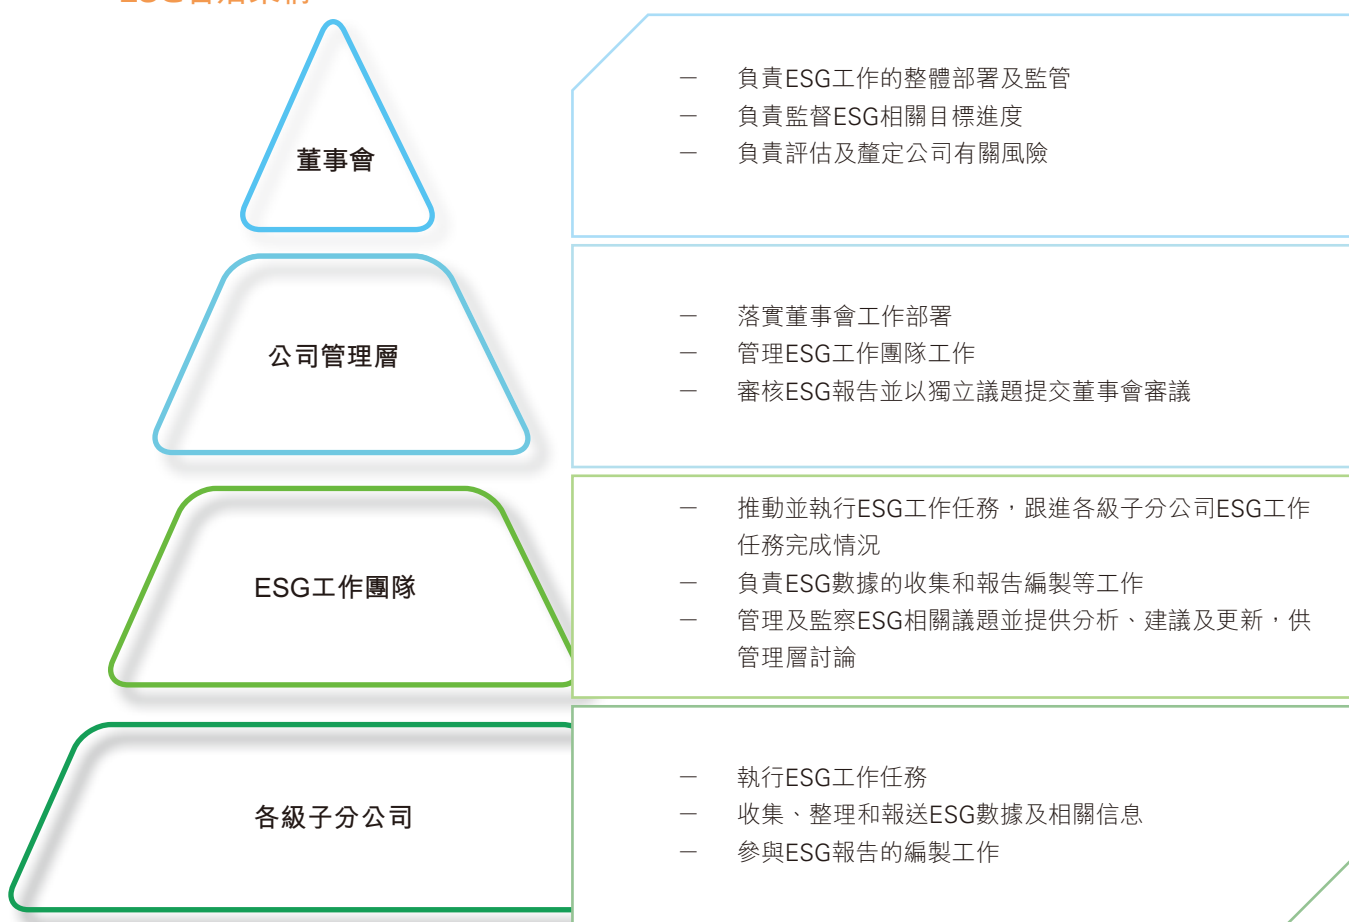 董事會
－ 負責ESG工作的整體部署及監管
－ 負責監督ESG相關目標進度
－ 負責評估及釐定公司有關風險
公司管理層
－ 落實董事會工作部署
－ 管理ESG工作團隊工作
－ 審核ESG報告並以獨立議題提交董事會審議
ESG工作團隊
－ 推動並執行ESG工作任務，跟進各級子分公司ESG工作
任務完成情況
－ 負責ESG數據的收集和報告編製等工作
－ 管理及監察ESG相關議題並提供分析、建議及更新，供
管理層討論
各級子分公司
－ 執行ESG工作任務
－ 收集、整理和報送ESG數據及相關信息
－ 參與ESG報告的編製工作